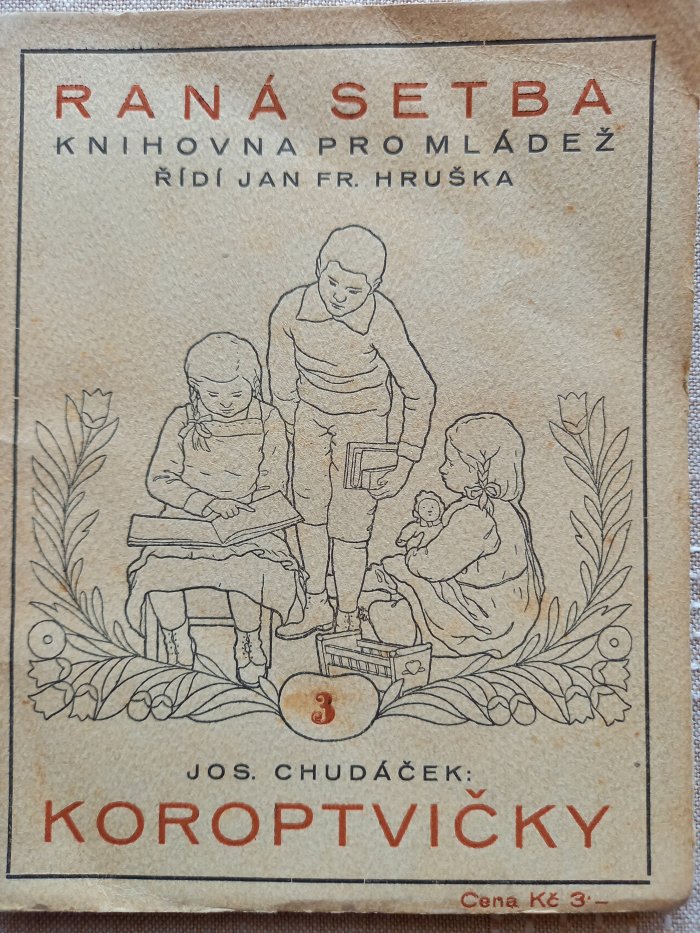 RANÁ SETBA
KNIHOVNA PRO MLÁDEŽ
ŘÍDÍ JAN FR. HRUŠKA
3
JOS. CHUDÁČEK:
KOROPTVIČKY
Cena Kč 3·–